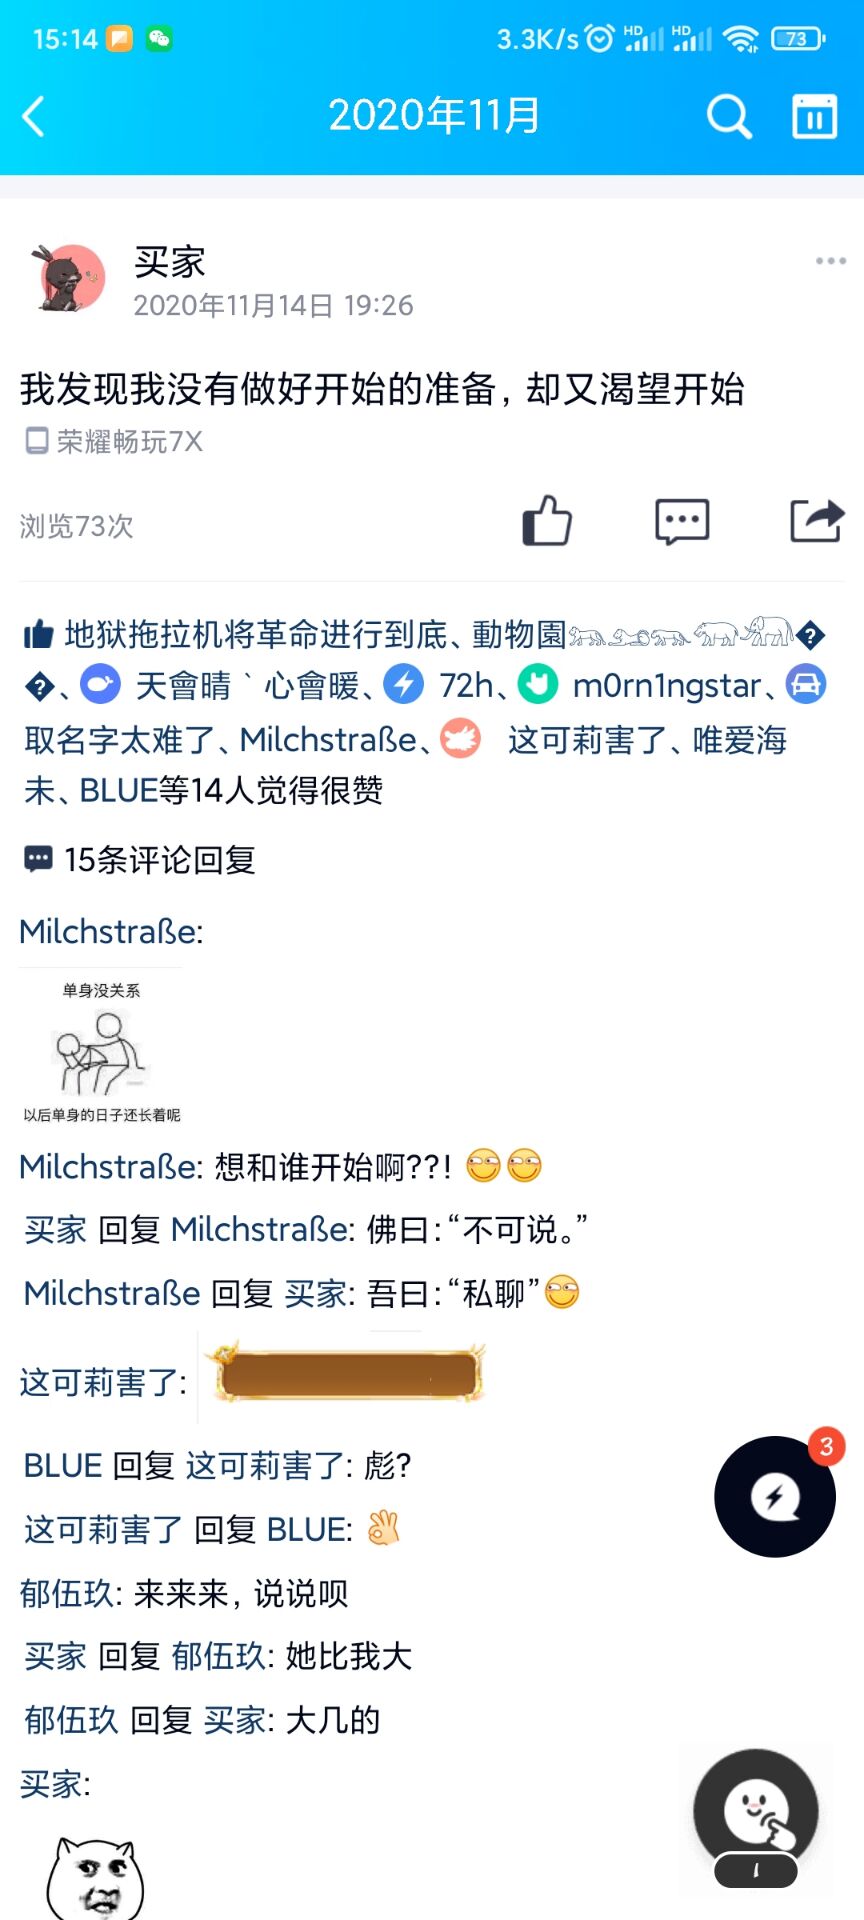 15:14 3.3K/s HD HD 73
2020年11月
买家
2020年11月14日 19:26
我发现我没有做好开始的准备，却又渴望开始
荣耀畅玩7X
浏览73次
地狱拖拉机将革命进行到底、動物園𓃬𓃭𓃮𓃯𓃰�
�、天會晴｀心會暖、72h、m0rn1ngstar、
取名字太难了、Milchstraße、 这可莉害了、唯爱海
未、BLUE等14人觉得很赞
15条评论回复
Milchstraße:
单身没关系
以后单身的日子还长着呢
Milchstraße: 想和谁开始啊??!
买家 回复 Milchstraße: 佛曰：“不可说。”
Milchstraße 回复 买家: 吾曰：“私聊”
这可莉害了:
BLUE 回复 这可莉害了: 彪?
3
这可莉害了 回复 BLUE: 👌
郁伍玖: 来来来，说说呗
买家 回复 郁伍玖: 她比我大
郁伍玖 回复 买家: 大几的
买家: